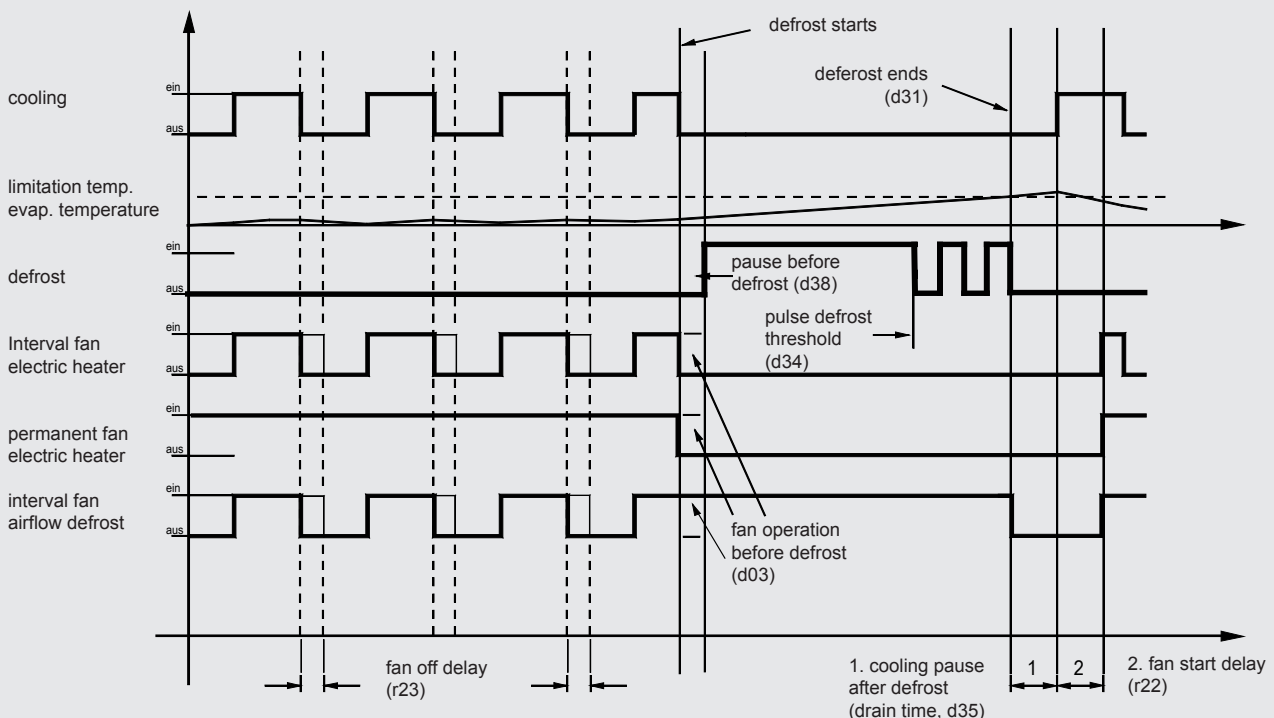 defrost starts
deferost ends
(d31)
cooling
ein
aus
limitation temp.
evap. temperature
defrost
ein
aus
pause before
defrost (d38)
pulse defrost
threshold
(d34)
Interval fan
electric heater
ein
aus
permanent fan
electric heater
ein
aus
interval fan
airflow defrost
ein
aus
fan operation
before defrost
(d03)
fan off delay
(r23)
1. cooling pause
after defrost
(drain time, d35)
1
2
2. fan start delay
(r22)